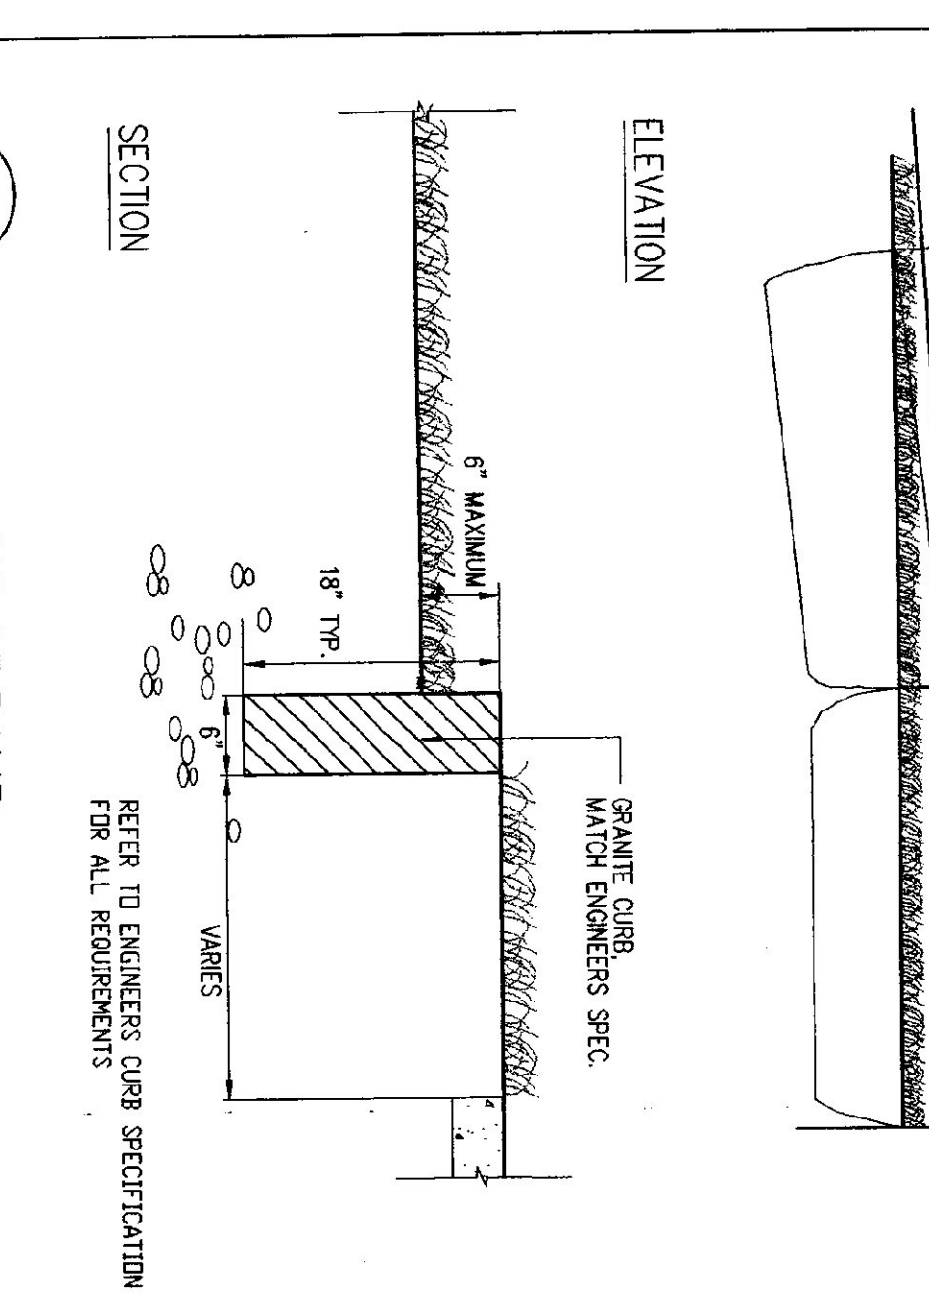 ELEVATION
GRANITE CURB,
MATCH ENGINEERS SPEC.
6" MAXIMUM
18" TYP.
6"
VARIES
SECTION
REFER TO ENGINEERS CURB SPECIFICATION
FOR ALL REQUIREMENTS